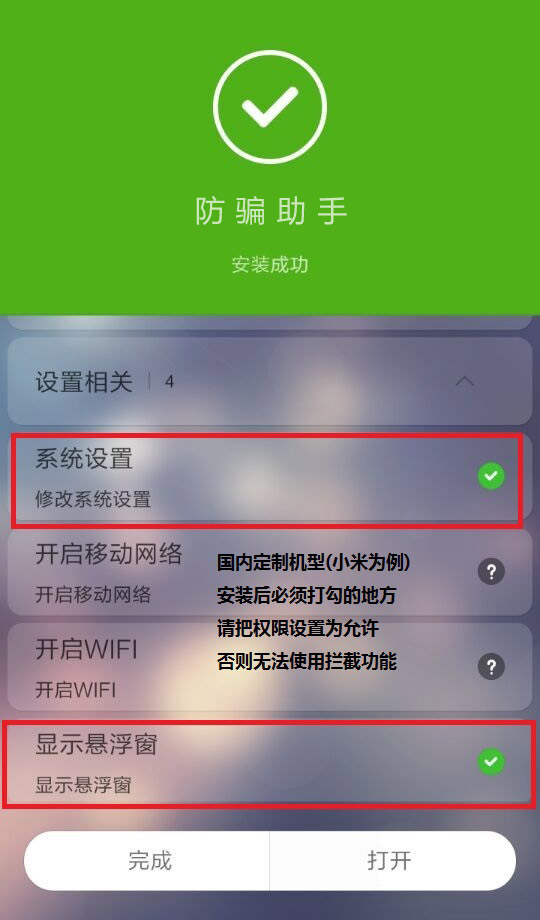 防骗助手
安装成功
设置相关 | 4
系统设置
修改系统设置
开启移动网络
开启移动网络
国内定制机型(小米为例)
安装后必须打勾的地方
请把权限设置为允许
否则无法使用拦截功能
开启WIFI
开启WIFI
显示悬浮窗
显示悬浮窗
完成
打开